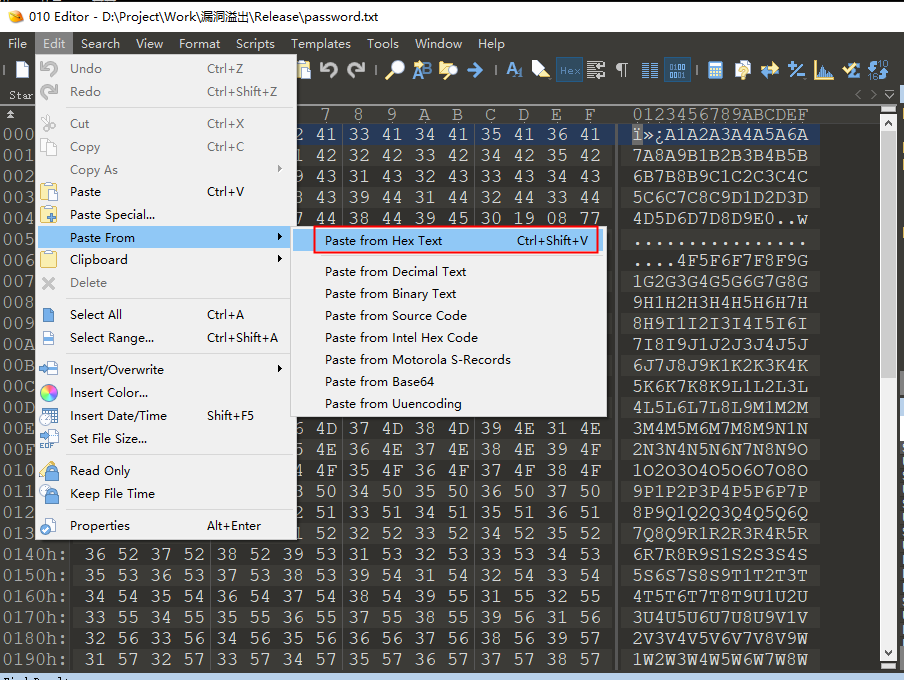 010 Editor - D:\Project\Work\漏洞溢出\Release\password.txt
File Edit Search View Format Scripts Templates Tools Window Help
Hex
Star
Undo Ctrl+Z
Redo Ctrl+Shift+Z
Cut Ctrl+X
Copy Ctrl+C
Copy As
Paste Ctrl+V
Paste Special...
Paste From
Clipboard
Delete
Select All Ctrl+A
Select Range... Ctrl+Shift+A
Insert/Overwrite
Insert Color...
Insert Date/Time Shift+F5
Set File Size...
Read Only
Keep File Time
Properties Alt+Enter
Paste from Hex Text Ctrl+Shift+V
Paste from Decimal Text
Paste from Binary Text
Paste from Source Code
Paste from Intel Hex Code
Paste from Motorola S-Records
Paste from Base64
Paste from Uuencoding
7 8 9 A B C D E F 0123456789ABCDEF
000 2 41 33 41 34 41 35 41 36 41 ï»¿A1A2A3A4A5A6A
001 1 42 32 42 33 42 34 42 35 42 7A8A9B1B2B3B4B5B
002 9 43 31 43 32 43 33 43 34 43 6B7B8B9C1C2C3C4C
003 3 43 39 44 31 44 32 44 33 44 5C6C7C8C9D1D2D3D
004 7 44 38 44 39 45 30 19 08 77 4D5D6D7D8D9E0..w
005 ................
006 ....4F5F6F7F8F9G
007 1G2G3G4G5G6G7G8G
008 9H1H2H3H4H5H6H7H
009 8H9I1I2I3I4I5I6I
00A 7I8I9J1J2J3J4J5J
00B 6J7J8J9K1K2K3K4K
00C 5K6K7K8K9L1L2L3L
00D 4L5L6L7L8L9M1M2M
00E 6 4D 37 4D 38 4D 39 4E 31 4E 3M4M5M6M7M8M9N1N
00F 5 4E 36 4E 37 4E 38 4E 39 4F 2N3N4N5N6N7N8N9O
010 4 4F 35 4F 36 4F 37 4F 38 4F 1O2O3O4O5O6O7O8O
011 3 50 34 50 35 50 36 50 37 50 9P1P2P3P4P5P6P7P
012 2 51 33 51 34 51 35 51 36 51 8P9Q1Q2Q3Q4Q5Q6Q
013 1 52 32 52 33 52 34 52 35 52 7Q8Q9R1R2R3R4R5R
0140h: 36 52 37 52 38 52 39 53 31 53 32 53 33 53 34 53 6R7R8R9S1S2S3S4S
0150h: 35 53 36 53 37 53 38 53 39 54 31 54 32 54 33 54 5S6S7S8S9T1T2T3T
0160h: 34 54 35 54 36 54 37 54 38 54 39 55 31 55 32 55 4T5T6T7T8T9U1U2U
0170h: 33 55 34 55 35 55 36 55 37 55 38 55 39 56 31 56 3U4U5U6U7U8U9V1V
0180h: 32 56 33 56 34 56 35 56 36 56 37 56 38 56 39 57 2V3V4V5V6V7V8V9W
0190h: 31 57 32 57 33 57 34 57 35 57 36 57 37 57 38 57 1W2W3W4W5W6W7W8W